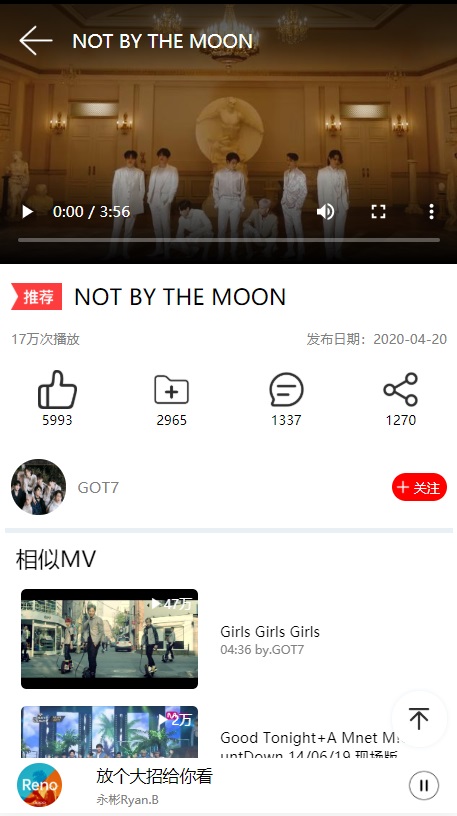 NOT BY THE MOON
0:00 / 3:56
推荐 NOT BY THE MOON
17万次播放 发布日期：2020-04-20
5993 2965 1337 1270
GOT7 + 关注
相似MV
47万
Girls Girls Girls
04:36 by.GOT7
2万
Good Tonight+A Mnet M
untDown 14/06/19 现场版
Reno
放个大招给你看
永彬Ryan.B